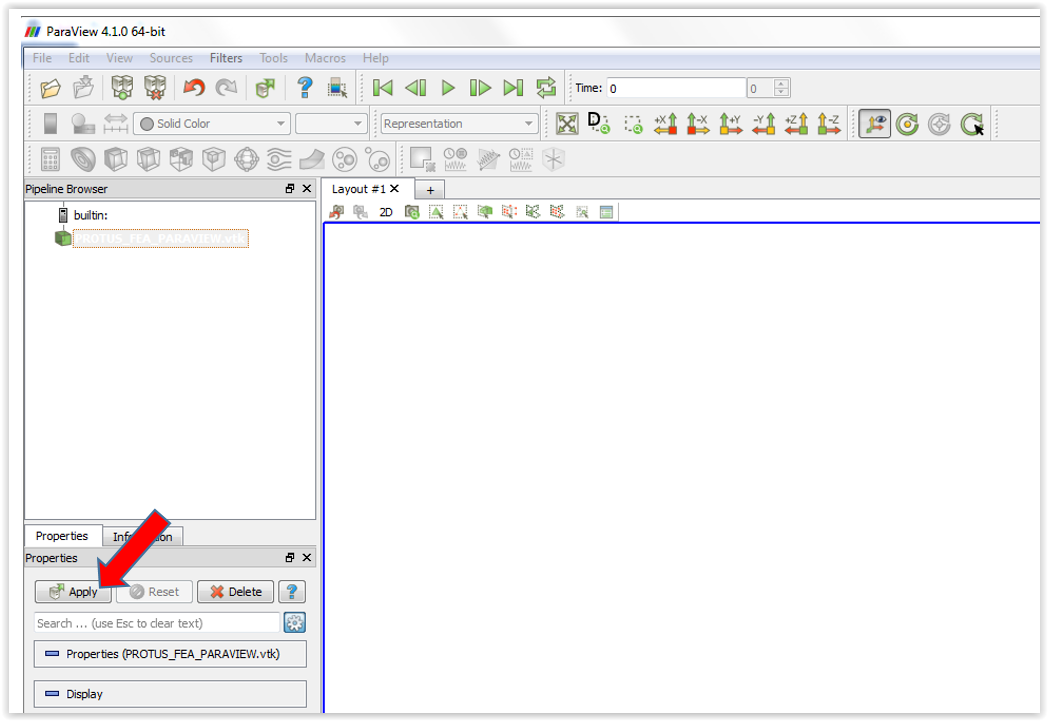 ParaView 4.1.0 64-bit
File Edit View Sources Filters Tools Macros Help
? Time: 0 0
Solid Color Representation D +X -X +Y -Y +Z -Z
Pipeline Browser
Layout #1 +
builtin:
2D
PROTUS_FEA_PARAVIEW.vtk
Properties Information
Properties
Apply Reset Delete ?
Search ... (use Esc to clear text)
Properties (PROTUS_FEA_PARAVIEW.vtk)
Display